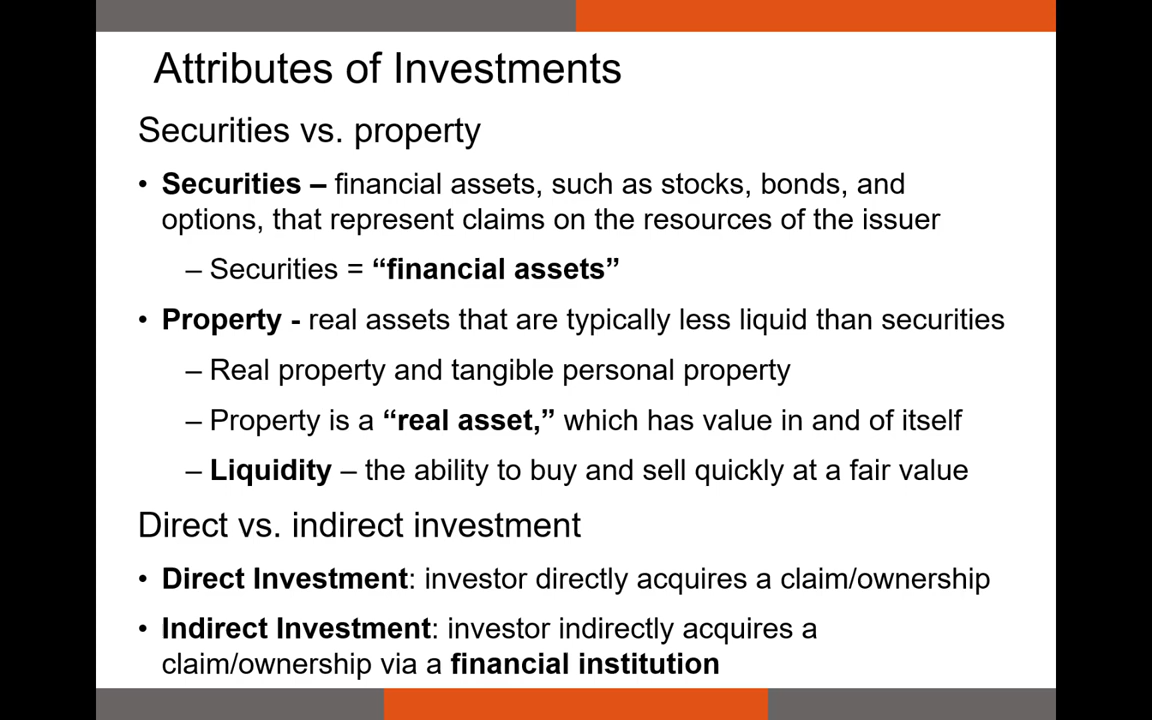 Attributes of Investments
Securities vs. property
• Securities – financial assets, such as stocks, bonds, and
options, that represent claims on the resources of the issuer
– Securities = “financial assets”
• Property - real assets that are typically less liquid than securities
– Real property and tangible personal property
– Property is a “real asset,” which has value in and of itself
– Liquidity – the ability to buy and sell quickly at a fair value
Direct vs. indirect investment
• Direct Investment: investor directly acquires a claim/ownership
• Indirect Investment: investor indirectly acquires a
claim/ownership via a financial institution